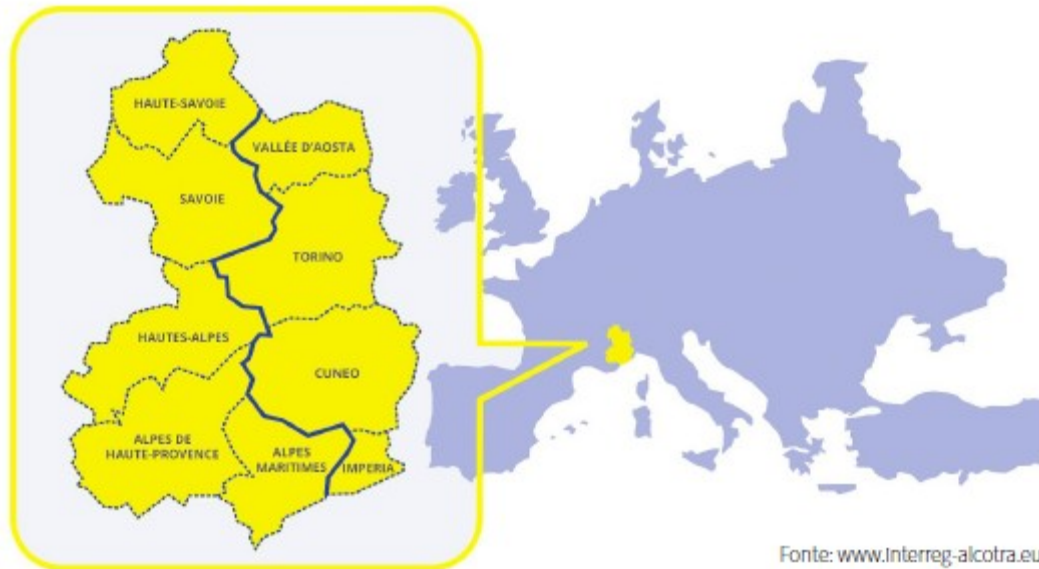 HAUTE-SAVOIE
VALLÉE D'AOSTA
SAVOIE
TORINO
HAUTES-ALPES
CUNEO
ALPES DE
HAUTE-PROVENCE
ALPES
MARITIMES
IMPERIA
Fonte: www.interreg-alcotra.eu